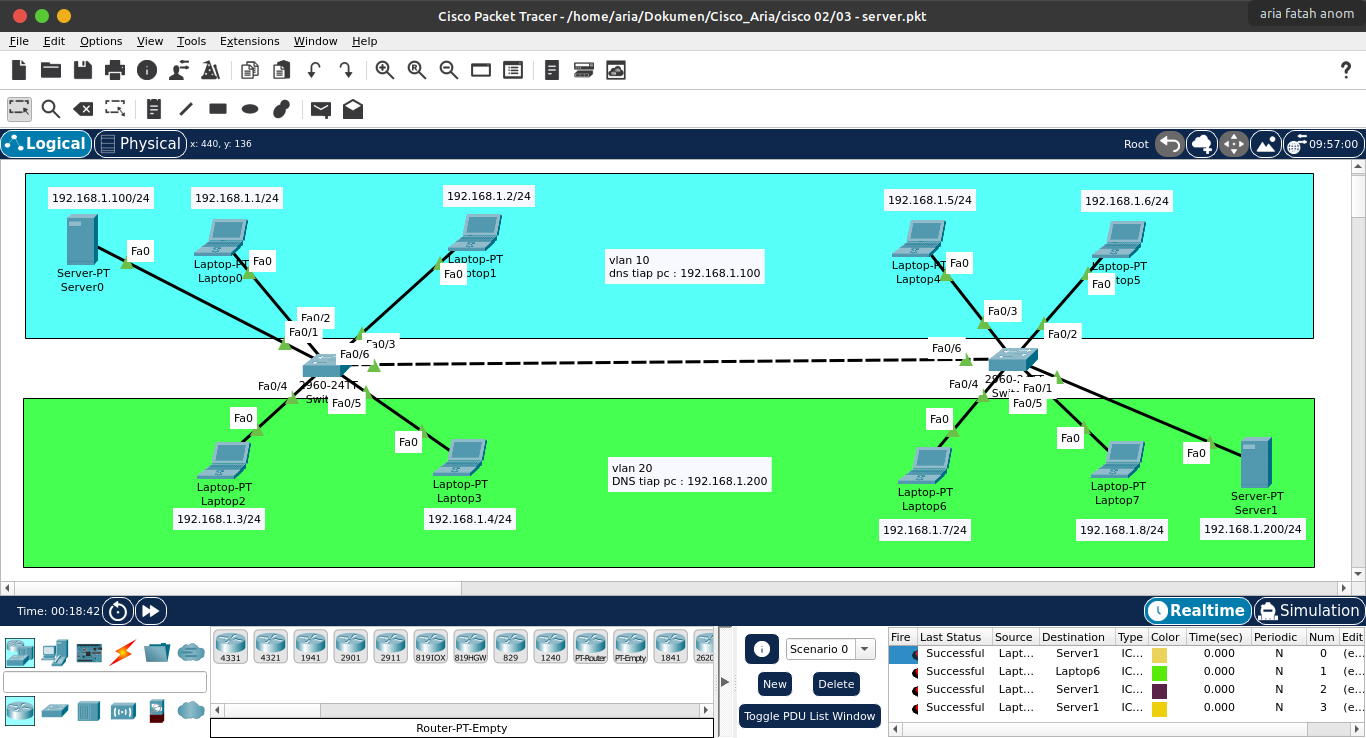 Cisco Packet Tracer - /home/aria/Dokumen/Cisco_Aria/cisco 02/03 - server.pkt
aria fatah anom
File Edit Options View Tools Extensions Window Help
?
Logical Physical x: 440, y: 136
Root 09:57:00
192.168.1.100/24
192.168.1.1/24
192.168.1.2/24
192.168.1.5/24
192.168.1.6/24
Fa0
Server-PT
Server0
Fa0
Laptop-PT
Laptop0
Laptop-PT
Fa0
vlan 10
dns tiap pc : 192.168.1.100
Laptop-PT
Laptop4
Fa0
Laptop-PT
Fa0
Fa0/2
Fa0/1
Fa0/3
Fa0/6
Fa0/4
2960-24TT
Fa0/5
Fa0/3
Fa0/2
Fa0/6
Fa0/4
Fa0/1
Fa0/5
Fa0
Laptop-PT
Laptop2
192.168.1.3/24
Fa0
Laptop-PT
Laptop3
192.168.1.4/24
vlan 20
DNS tiap pc : 192.168.1.200
Fa0
Laptop-PT
Laptop6
192.168.1.7/24
Fa0
Laptop-PT
Laptop7
192.168.1.8/24
Fa0
Server-PT
Server1
192.168.1.200/24
Time: 00:18:42
Realtime Simulation
4331 4321 1941 2901 2911 819IOX 819HGW 829 1240 PT-Router PT-Empty 1841 2620
Router-PT-Empty
Scenario 0
New Delete
Toggle PDU List Window
Fire Last Status Source Destination Type Color Time(sec) Periodic Num Edit
Successful Lapt... Server1 IC... 0.000 N 0 (e...
Successful Lapt... Laptop6 IC... 0.000 N 1 (e...
Successful Lapt... Server1 IC... 0.000 N 2 (e...
Successful Lapt... Server1 IC... 0.000 N 3 (e...